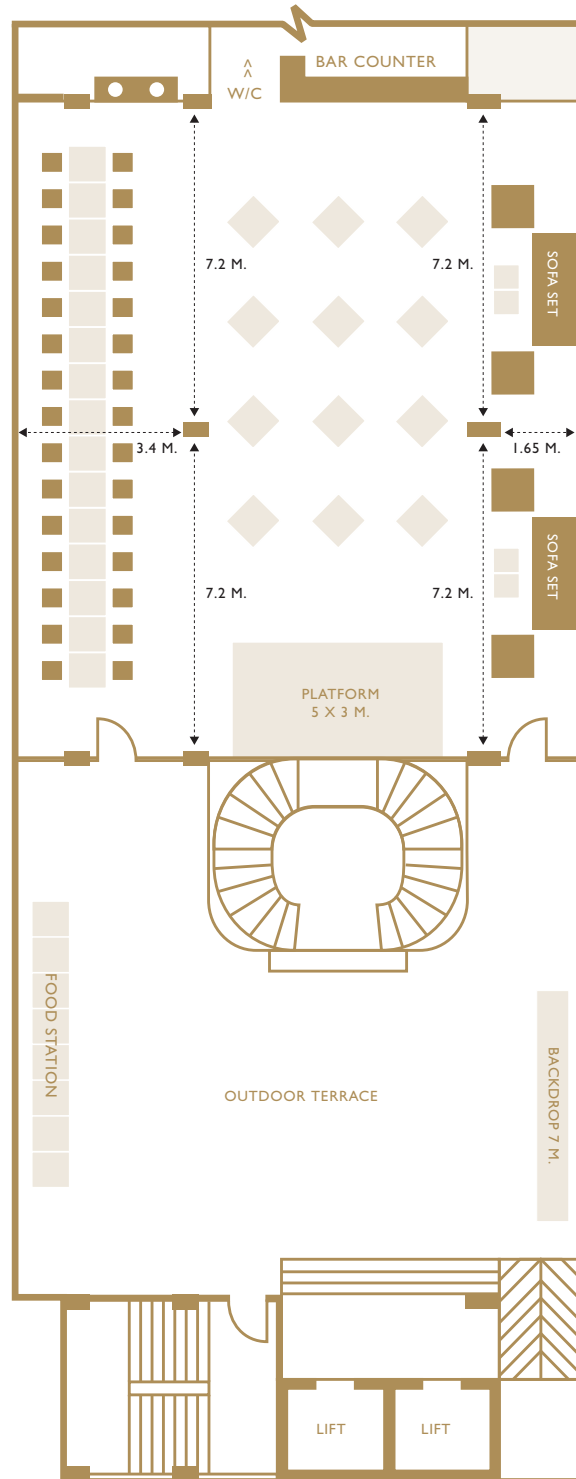 BAR COUNTER
W/C
7.2 M.
7.2 M.
SOFA SET
3.4 M.
1.65 M.
SOFA SET
7.2 M.
7.2 M.
PLATFORM
5 X 3 M.
FOOD STATION
BACKDROP 7 M.
OUTDOOR TERRACE
LIFT
LIFT